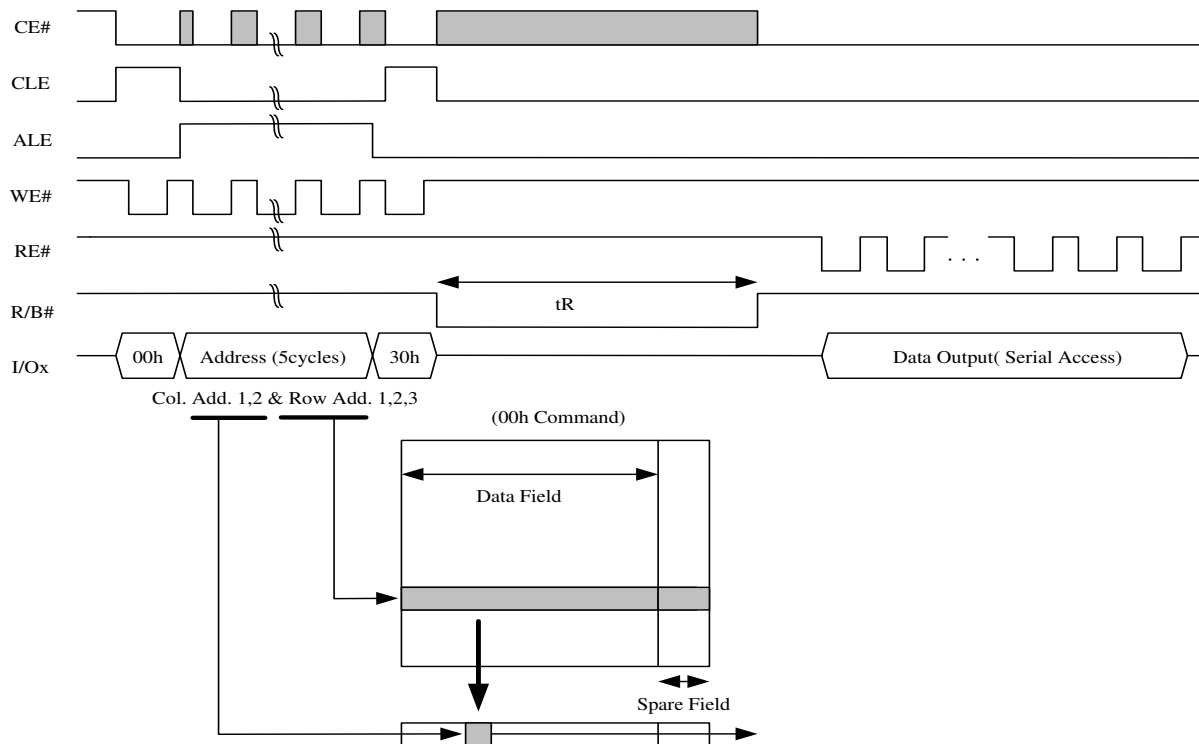 CE#
CLE
ALE
WE#
RE#
. . .
R/B#
tR
I/Ox
00h
Address (5cycles)
30h
Data Output( Serial Access)
Col. Add. 1,2 & Row Add. 1,2,3
(00h Command)
Data Field
Spare Field